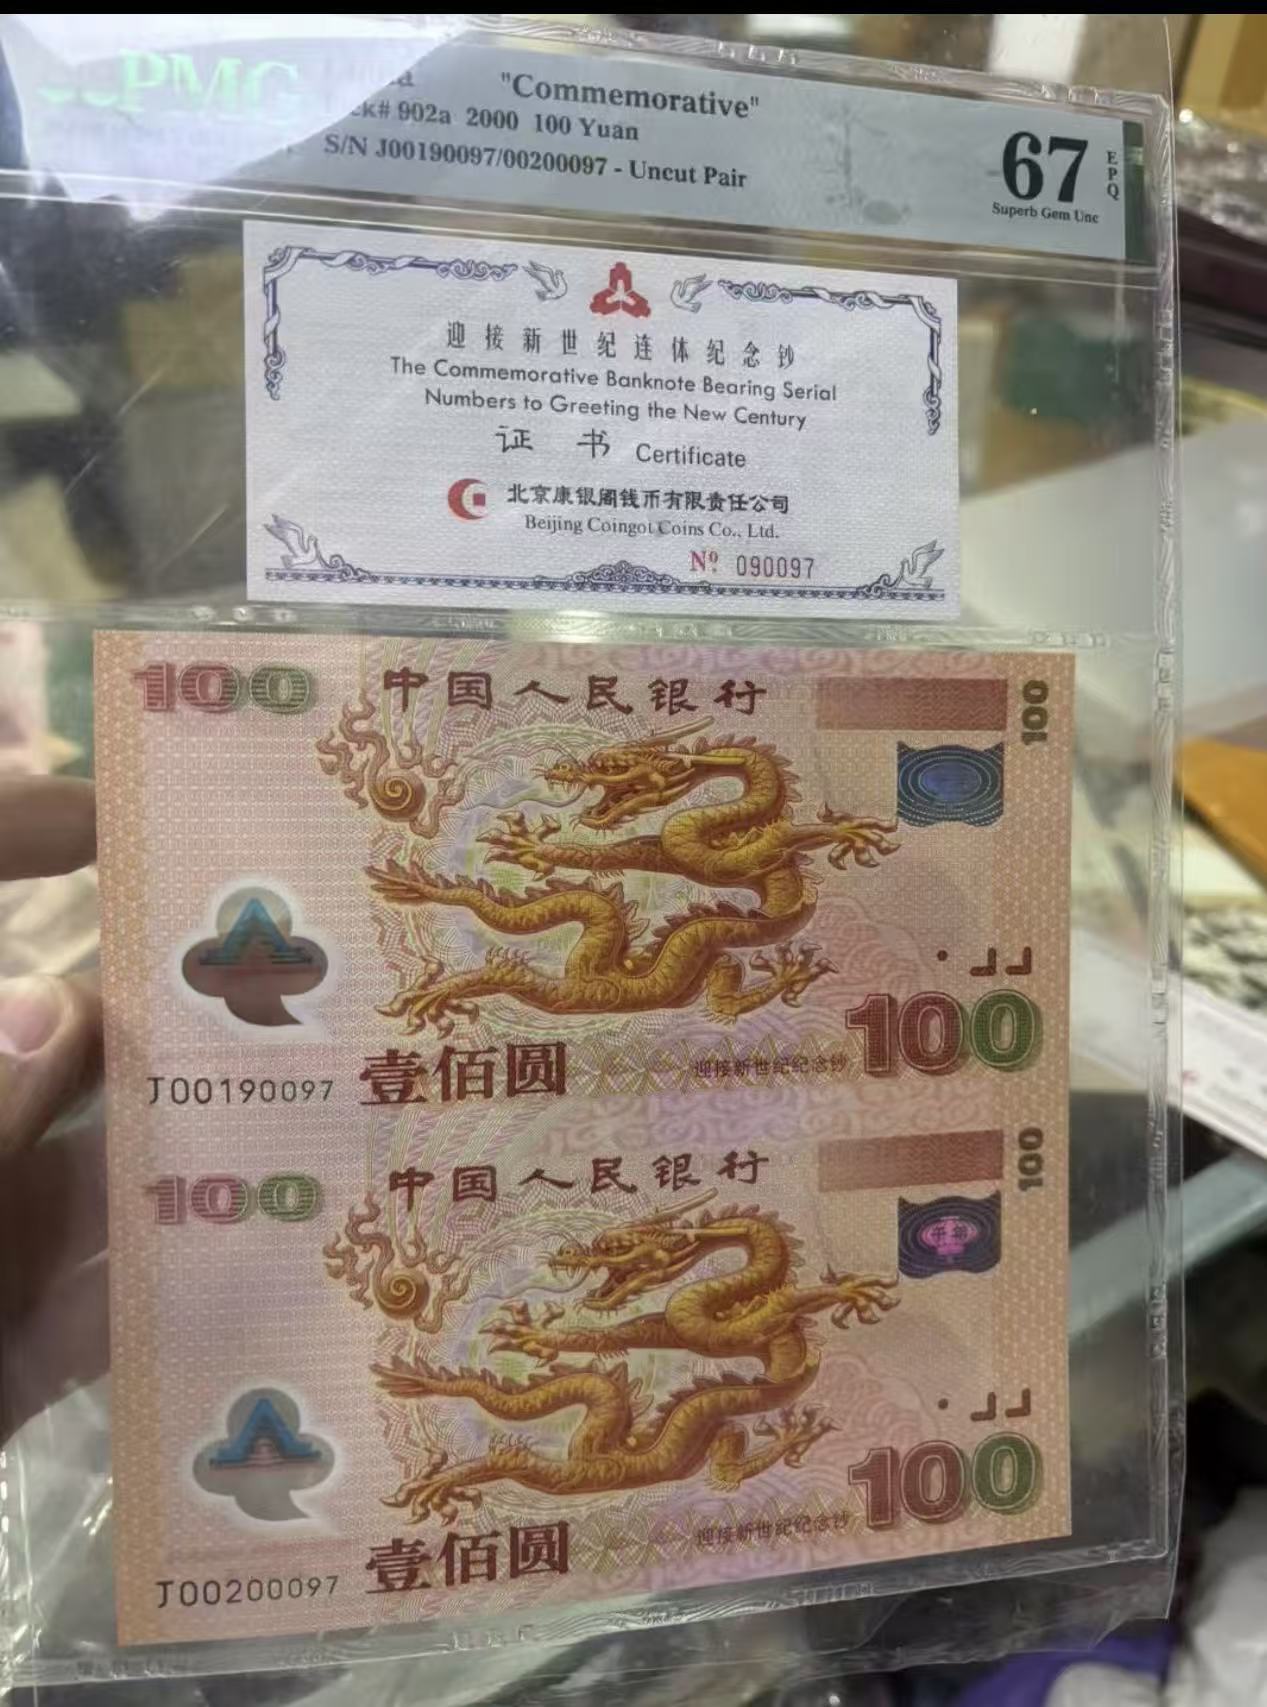 PMG
"Commemorative"
902a 2000 100 Yuan
S/N J00190097/00200097 - Uncut Pair
67
EPQ
Superb Gem Unc
迎接新世纪连体纪念钞
The Commemorative Banknote Bearing Serial
Numbers to Greeting the New Century
证 书 Certificate
北京康银阁钱币有限责任公司
Beijing Coingot Coins Co., Ltd.
Nº 090097
100 中国人民银行 100
100
J00190097 壹佰圆 迎接新世纪纪念钞
100 中国人民银行 100
千年
100
J00200097 壹佰圆 迎接新世纪纪念钞